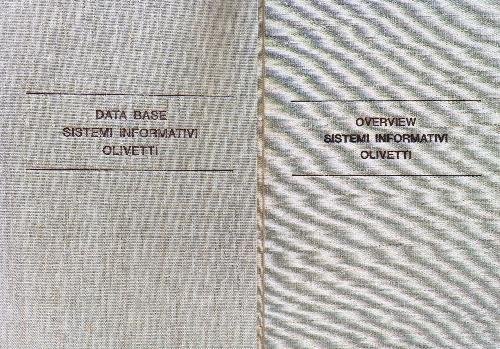 DATA BASE
SISTEMI INFORMATIVI
OLIVETTI
OVERVIEW
SISTEMI INFORMATIVI
OLIVETTI